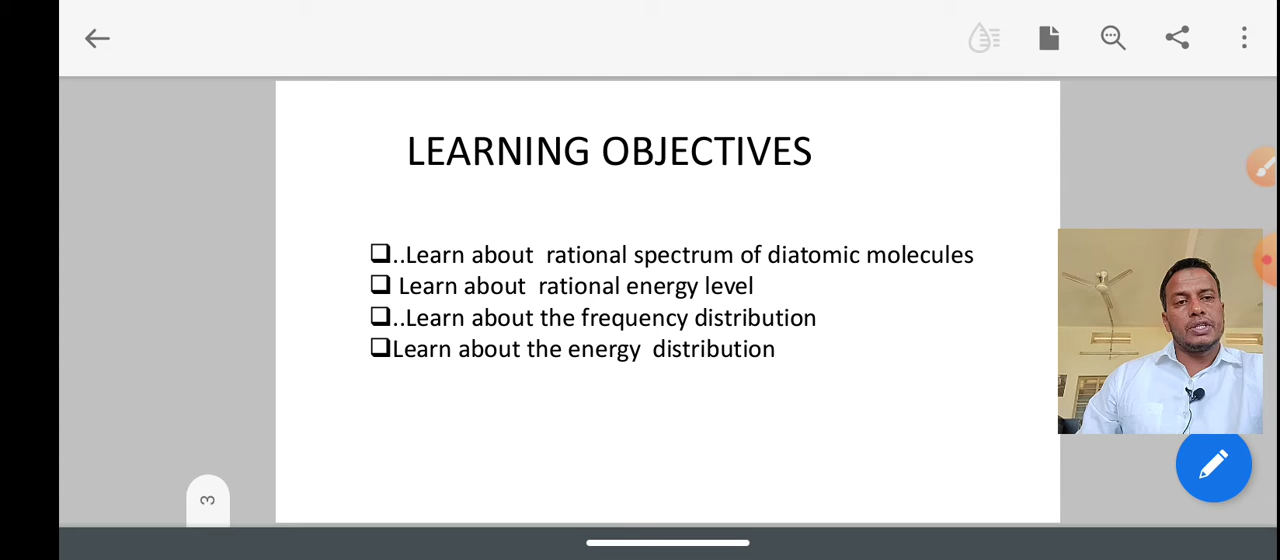 LEARNING OBJECTIVES
..Learn about rational spectrum of diatomic molecules
Learn about rational energy level
..Learn about the frequency distribution
Learn about the energy distribution
3